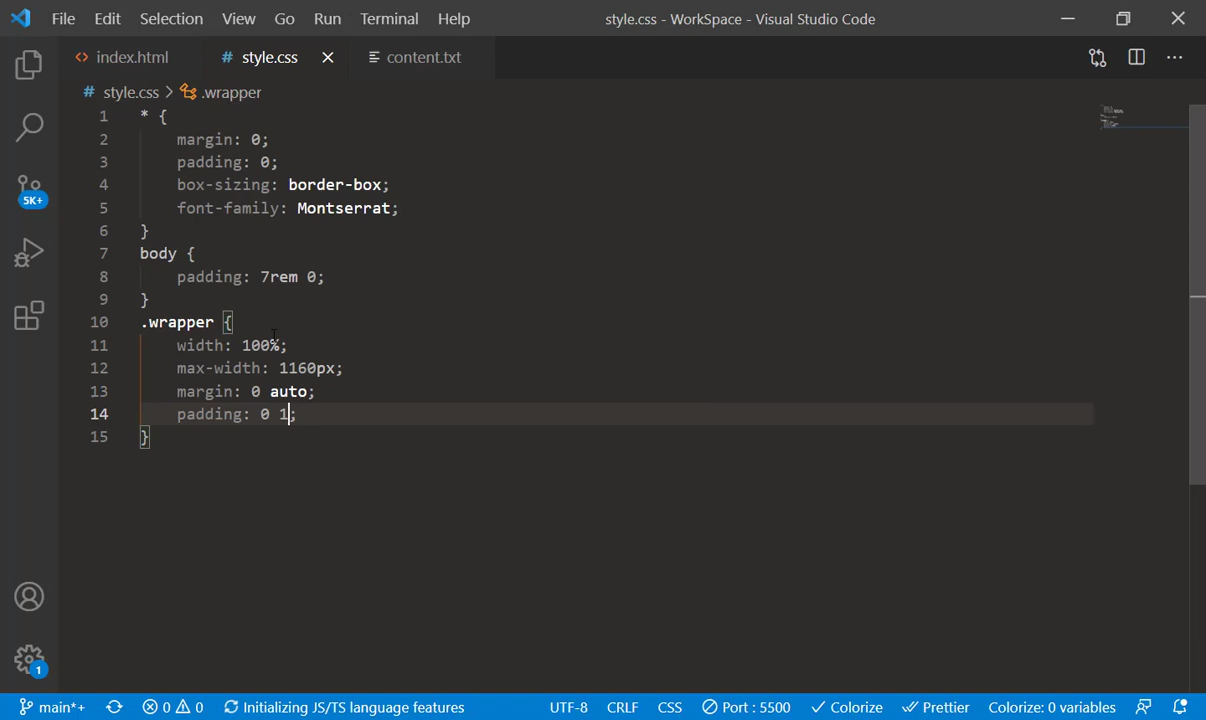 File Edit Selection View Go Run Terminal Help style.css - WorkSpace - Visual Studio Code
<> index.html # style.css × content.txt
# style.css > .wrapper
1 * {
2 margin: 0;
3 padding: 0;
4 box-sizing: border-box;
5 font-family: Montserrat;
6 }
7 body {
8 padding: 7rem 0;
9 }
10 .wrapper {
11 width: 100%;
12 max-width: 1160px;
13 margin: 0 auto;
14 padding: 0 1;
15 }
5K+
1
main*+ 0 0 Initializing JS/TS language features UTF-8 CRLF CSS Port : 5500 Colorize Prettier Colorize: 0 variables